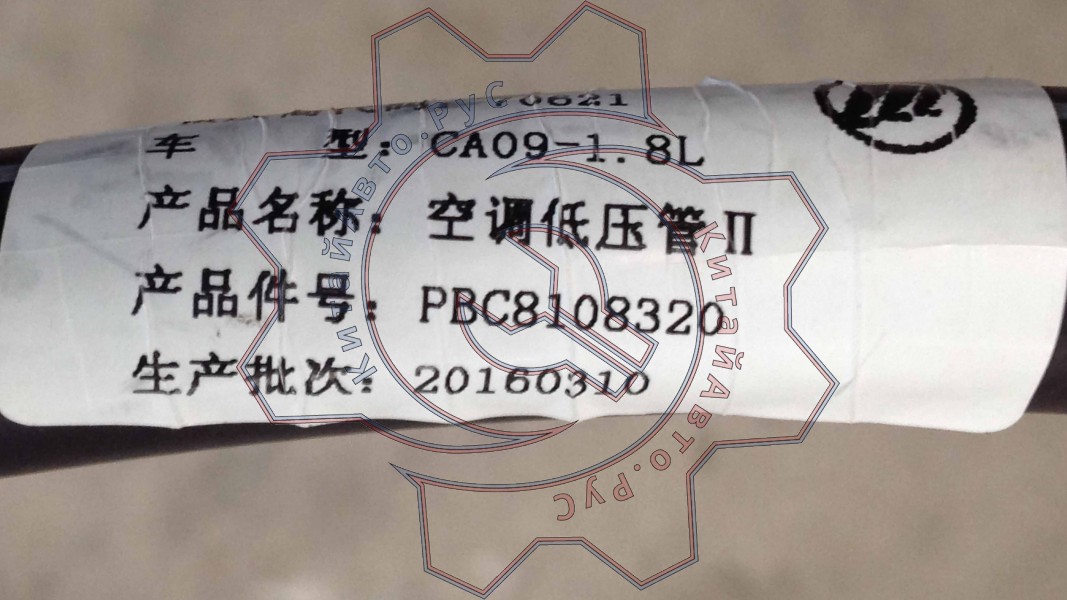 车 型: CA09-1.8L
产品名称: 空调低压管Ⅱ
产品件号: PBC8108320
生产批次: 20160310
КитайАвто.РуС
КитайАвто.РуС